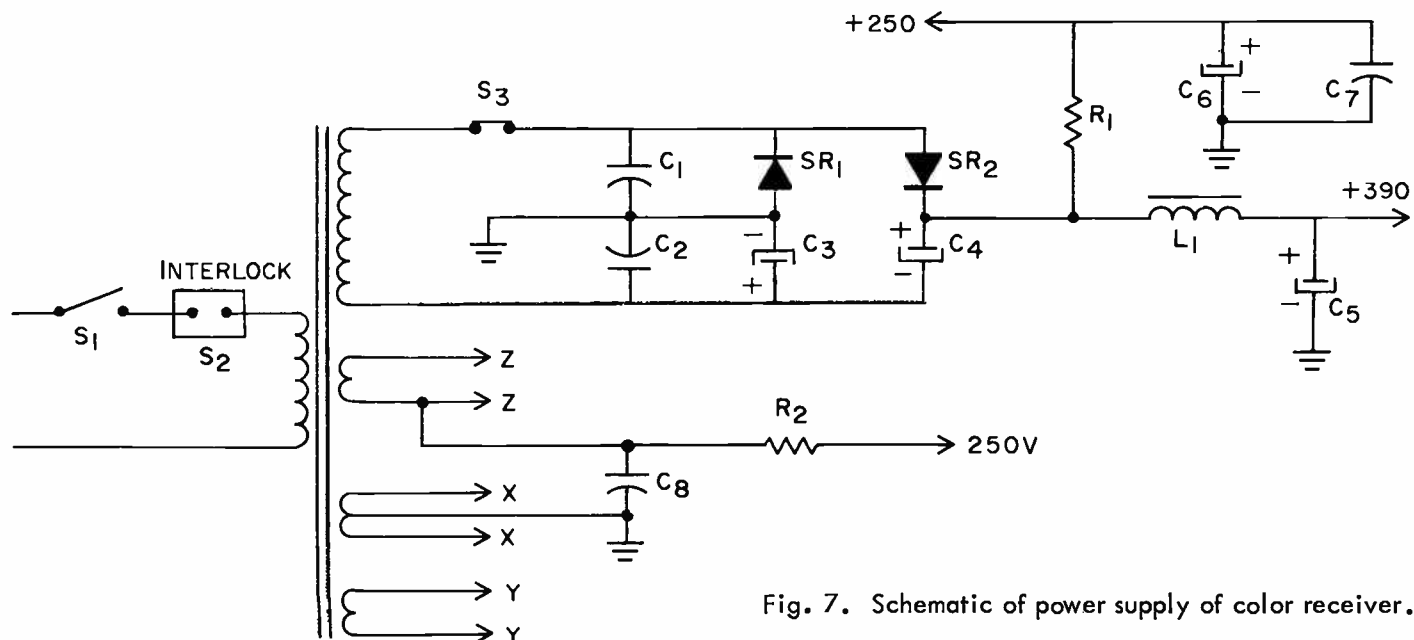 +250
+
C6
-
C7
S3
R1
C1
SR1
SR2
+390
-
C3
+
+
C4
-
L1
C2
+
-
C5
INTERLOCK
S1
S2
Z
Z
R2
250V
C8
X
X
Y
Y
Fig. 7. Schematic of power supply of color receiver.